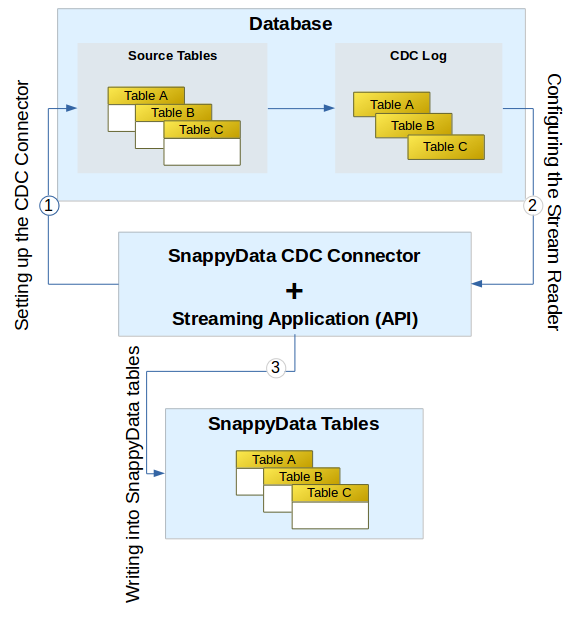 Database
Source Tables
Table A
Table B
Table C
CDC Log
Table A
Table B
Table C
Setting up the CDC Connector
1
Configuring the Stream Reader
2
SnappyData CDC Connector
+
Streaming Application (API)
3
Writing into SnappyData tables
SnappyData Tables
Table A
Table B
Table C